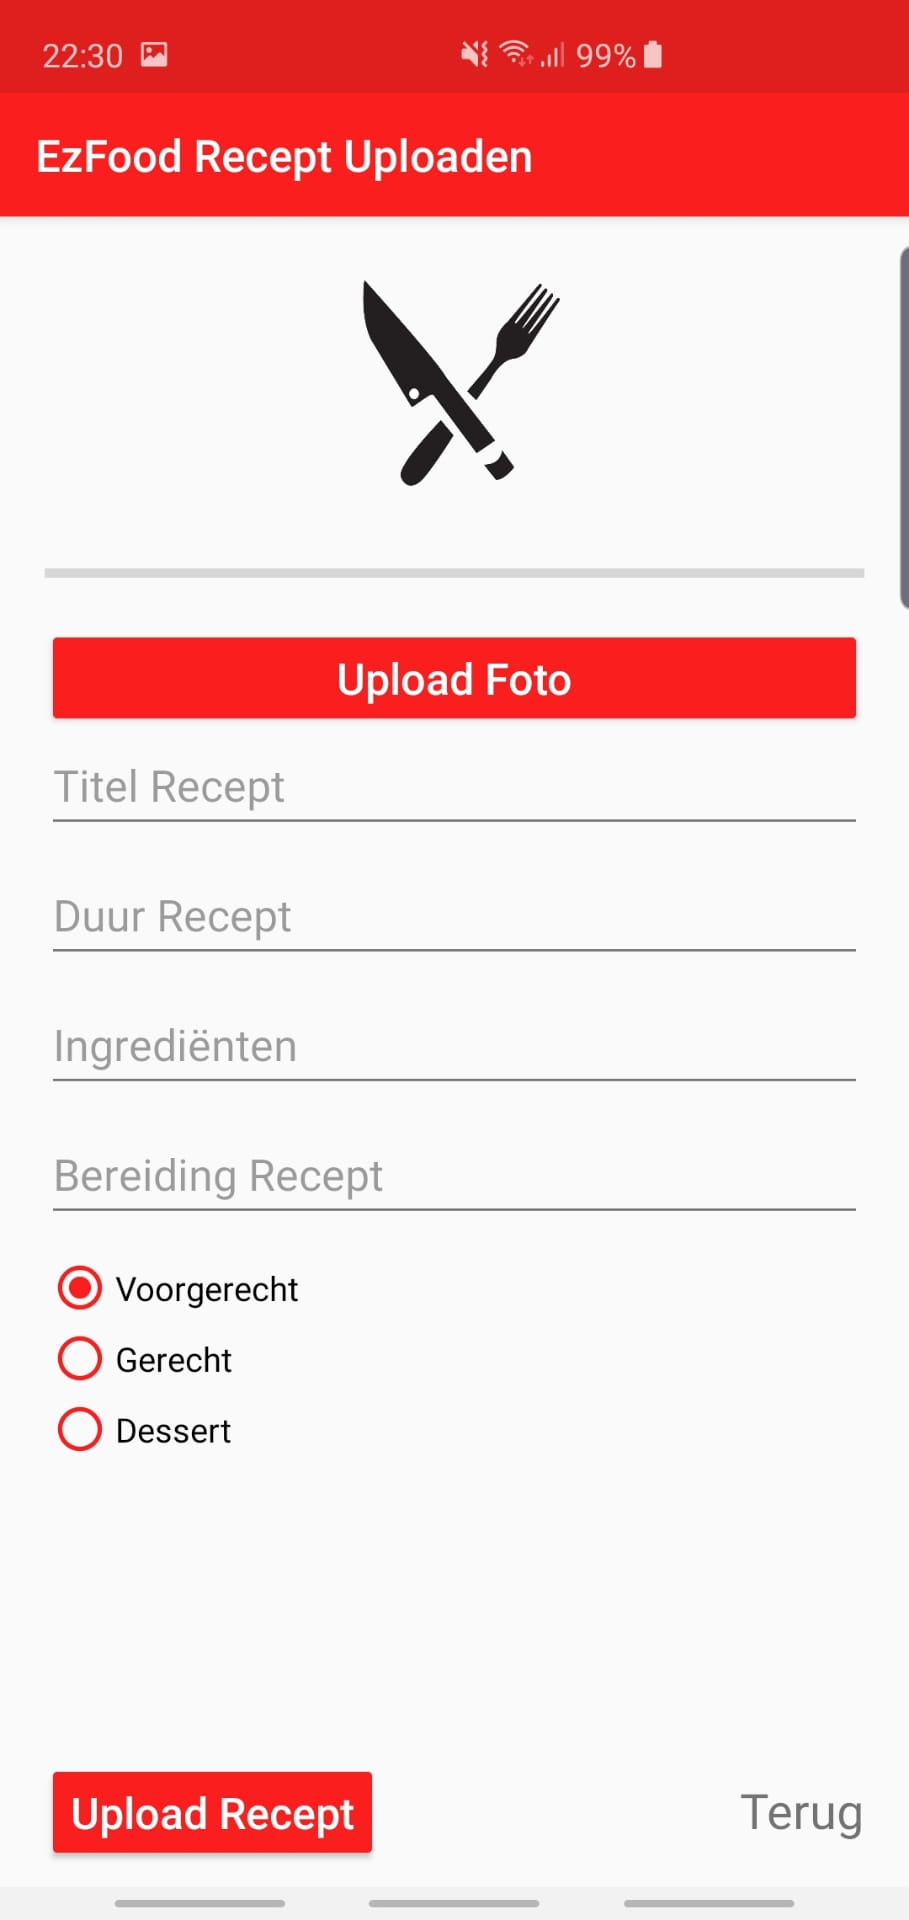 22:30 99%
EzFood Recept Uploaden
Upload Foto
Titel Recept
Duur Recept
Ingrediënten
Bereiding Recept
Voorgerecht
Gerecht
Dessert
Upload Recept Terug